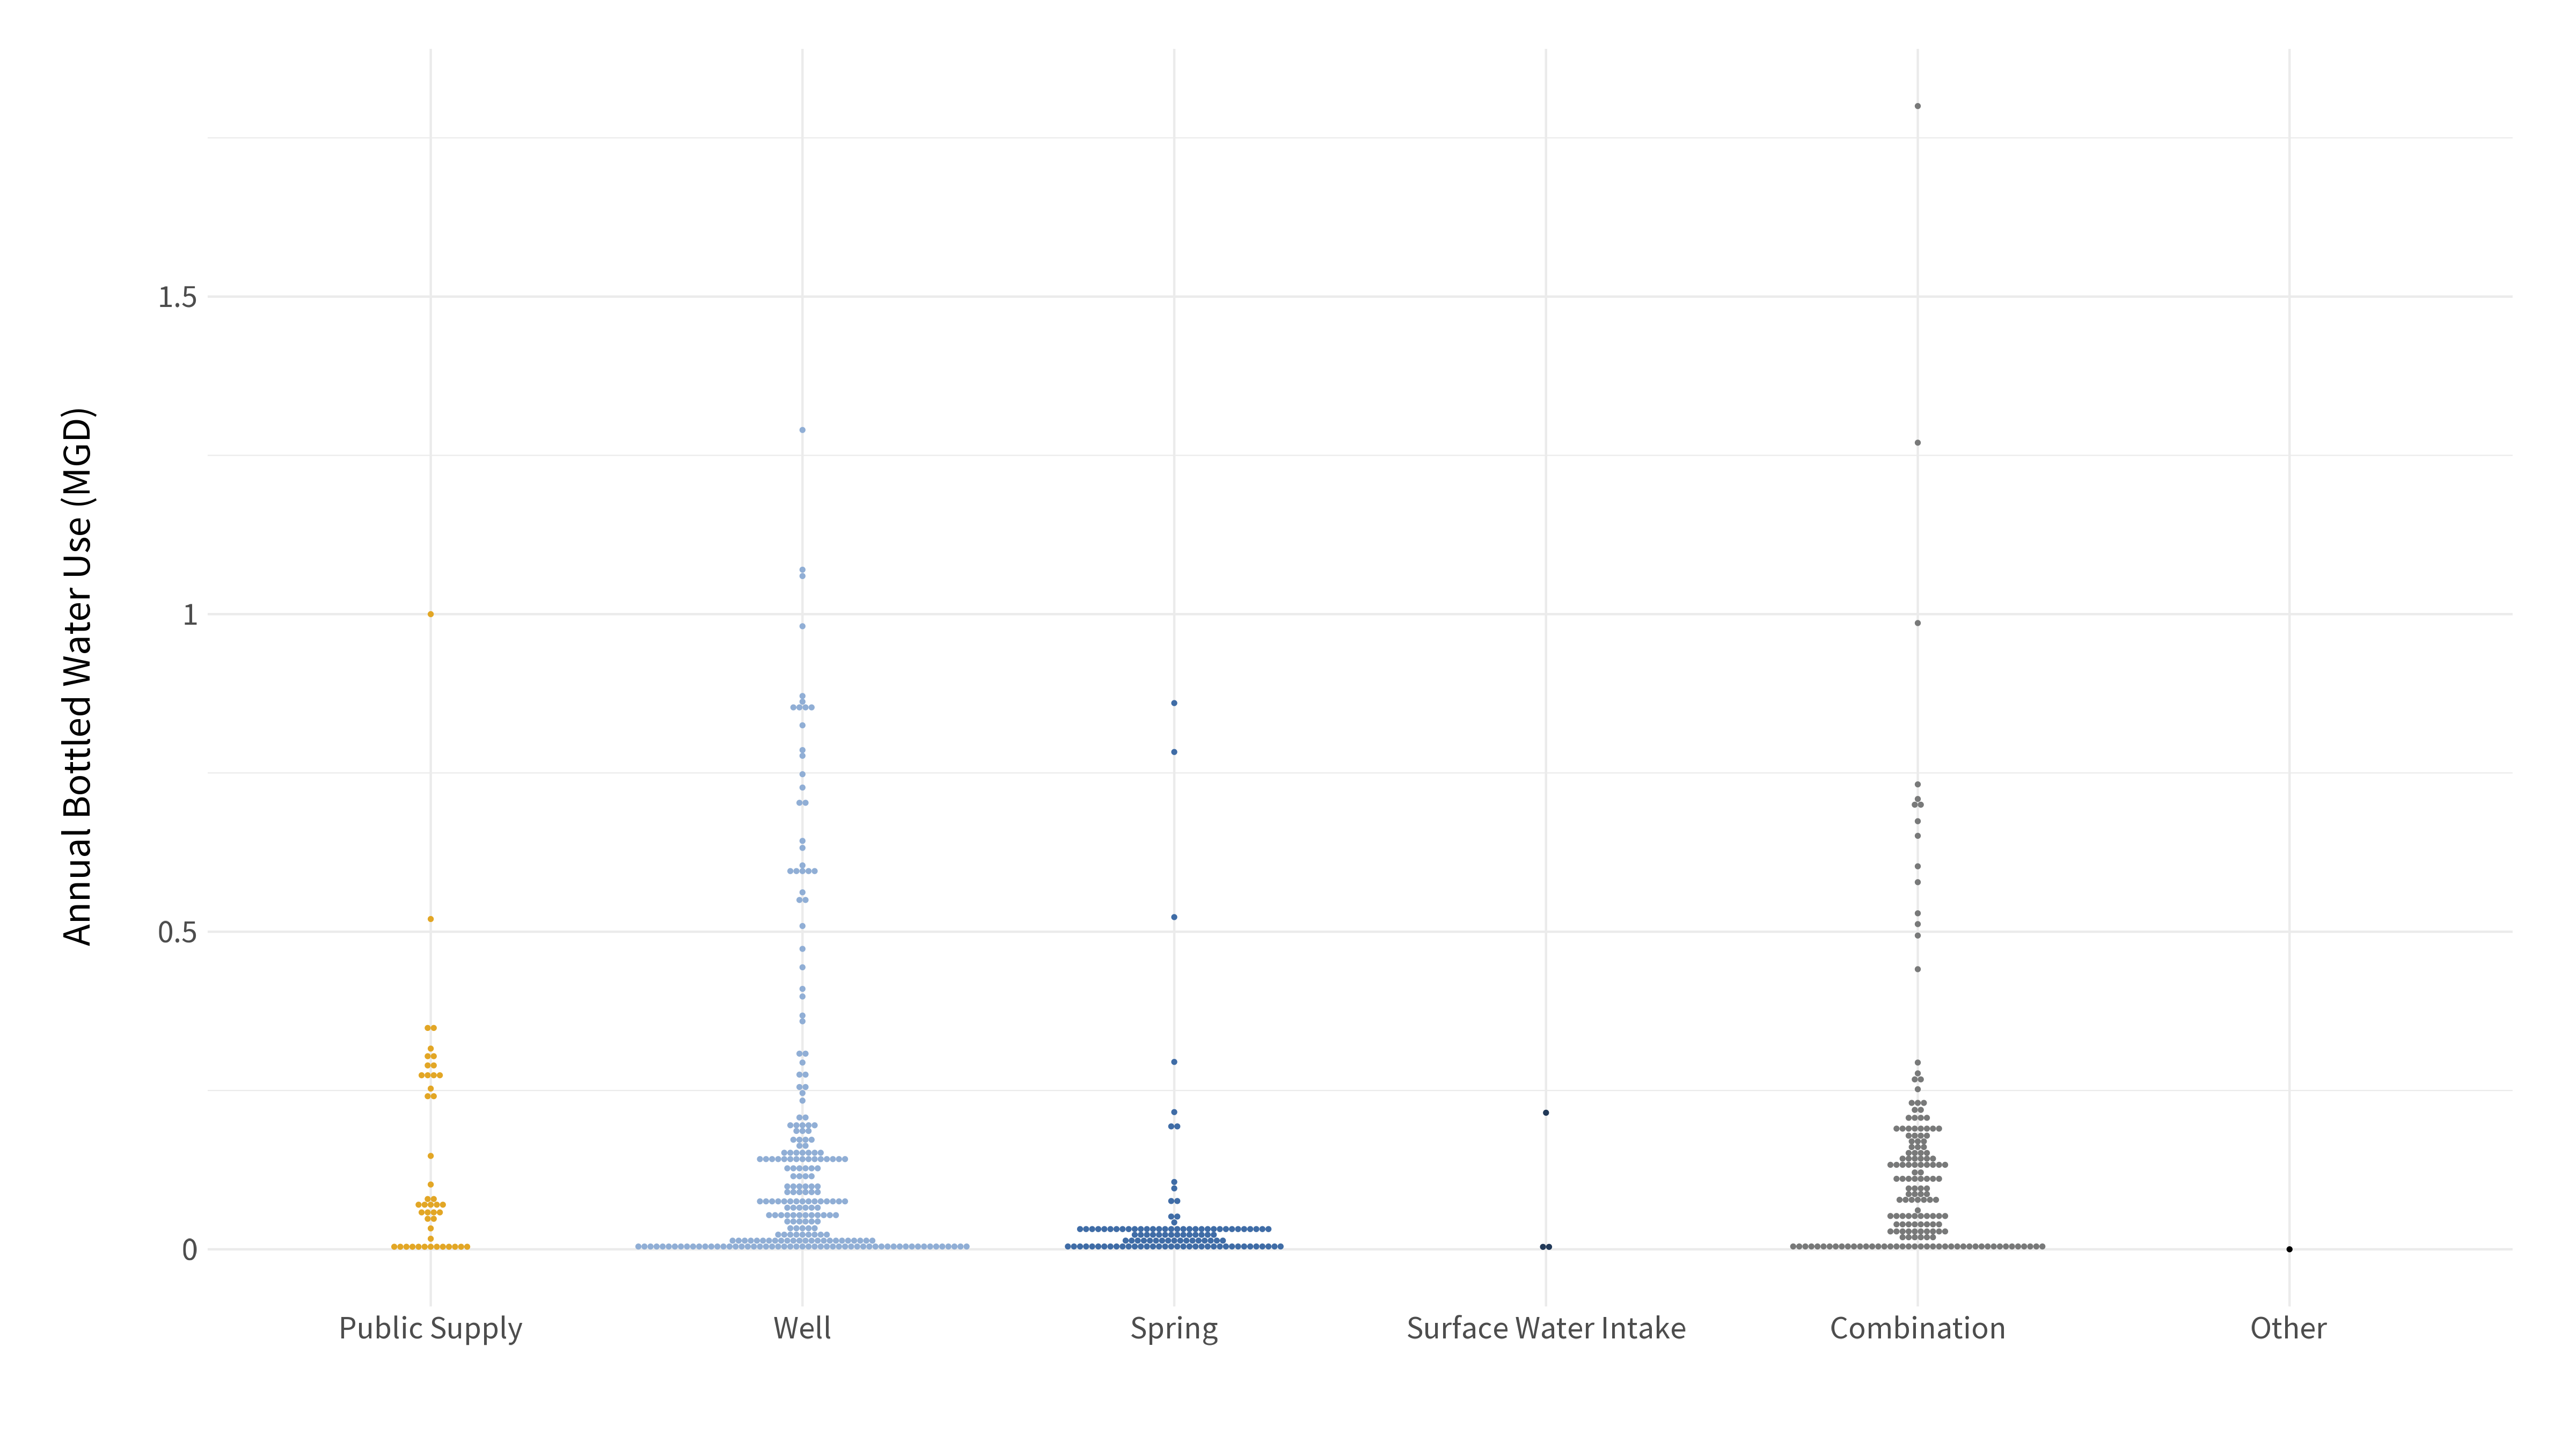 Annual Bottled Water Use (MGD)
1.5
1
0.5
0
Public Supply
Well
Spring
Surface Water Intake
Combination
Other